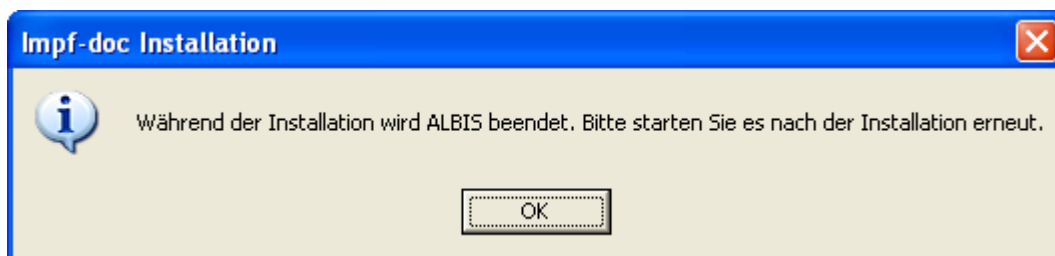 Impf-doc Installation
Während der Installation wird ALBIS beendet. Bitte starten Sie es nach der Installation erneut.
OK